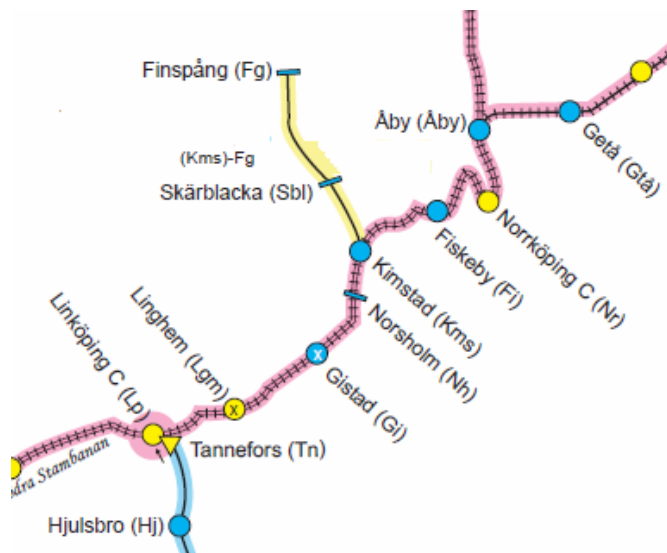 Finspång (Fg)
Åby (Åby)
Getå (Gtå)
(Kms)-Fg
Skärblacka (Sbl)
Norrköping C (Nr)
Fiskeby (Fi)
Kimstad (Kms)
Norsholm (Nh)
Linghem (Lgm)
X
Gistad (Gi)
Linköping C (Lp)
X
Tannefors (Tn)
Stambanan
Hjulsbro (Hj)